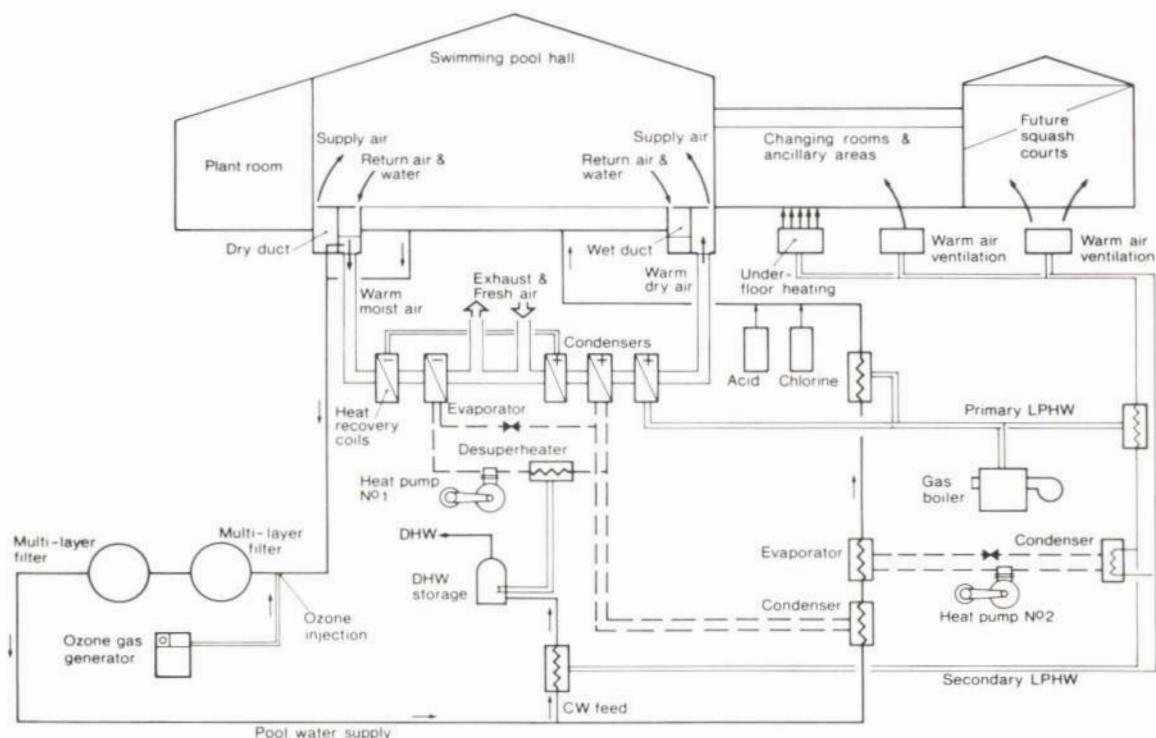 Swimming pool hall
Supply air
Return air &
water
Plant room
Supply air
Return air &
water
Changing rooms &
ancillary areas
Future
squash
courts
Dry duct
Wet duct
Warm
moist air
Exhaust &
Fresh air
Warm
dry air
Under-
floor heating
Warm air
ventilation
Warm air
ventilation
Condensers
Acid
Chlorine
Heat
recovery
coils
Evaporator
Desuperheater
Heat pump
Nº1
Primary LPHW
Gas
boiler
Multi-layer
filter
Multi-layer
filter
DHW
DHW
storage
Evaporator
Condenser
Condenser
Heat pump Nº2
Ozone
injection
Ozone gas
generator
CW feed
Secondary LPHW
Pool water supply